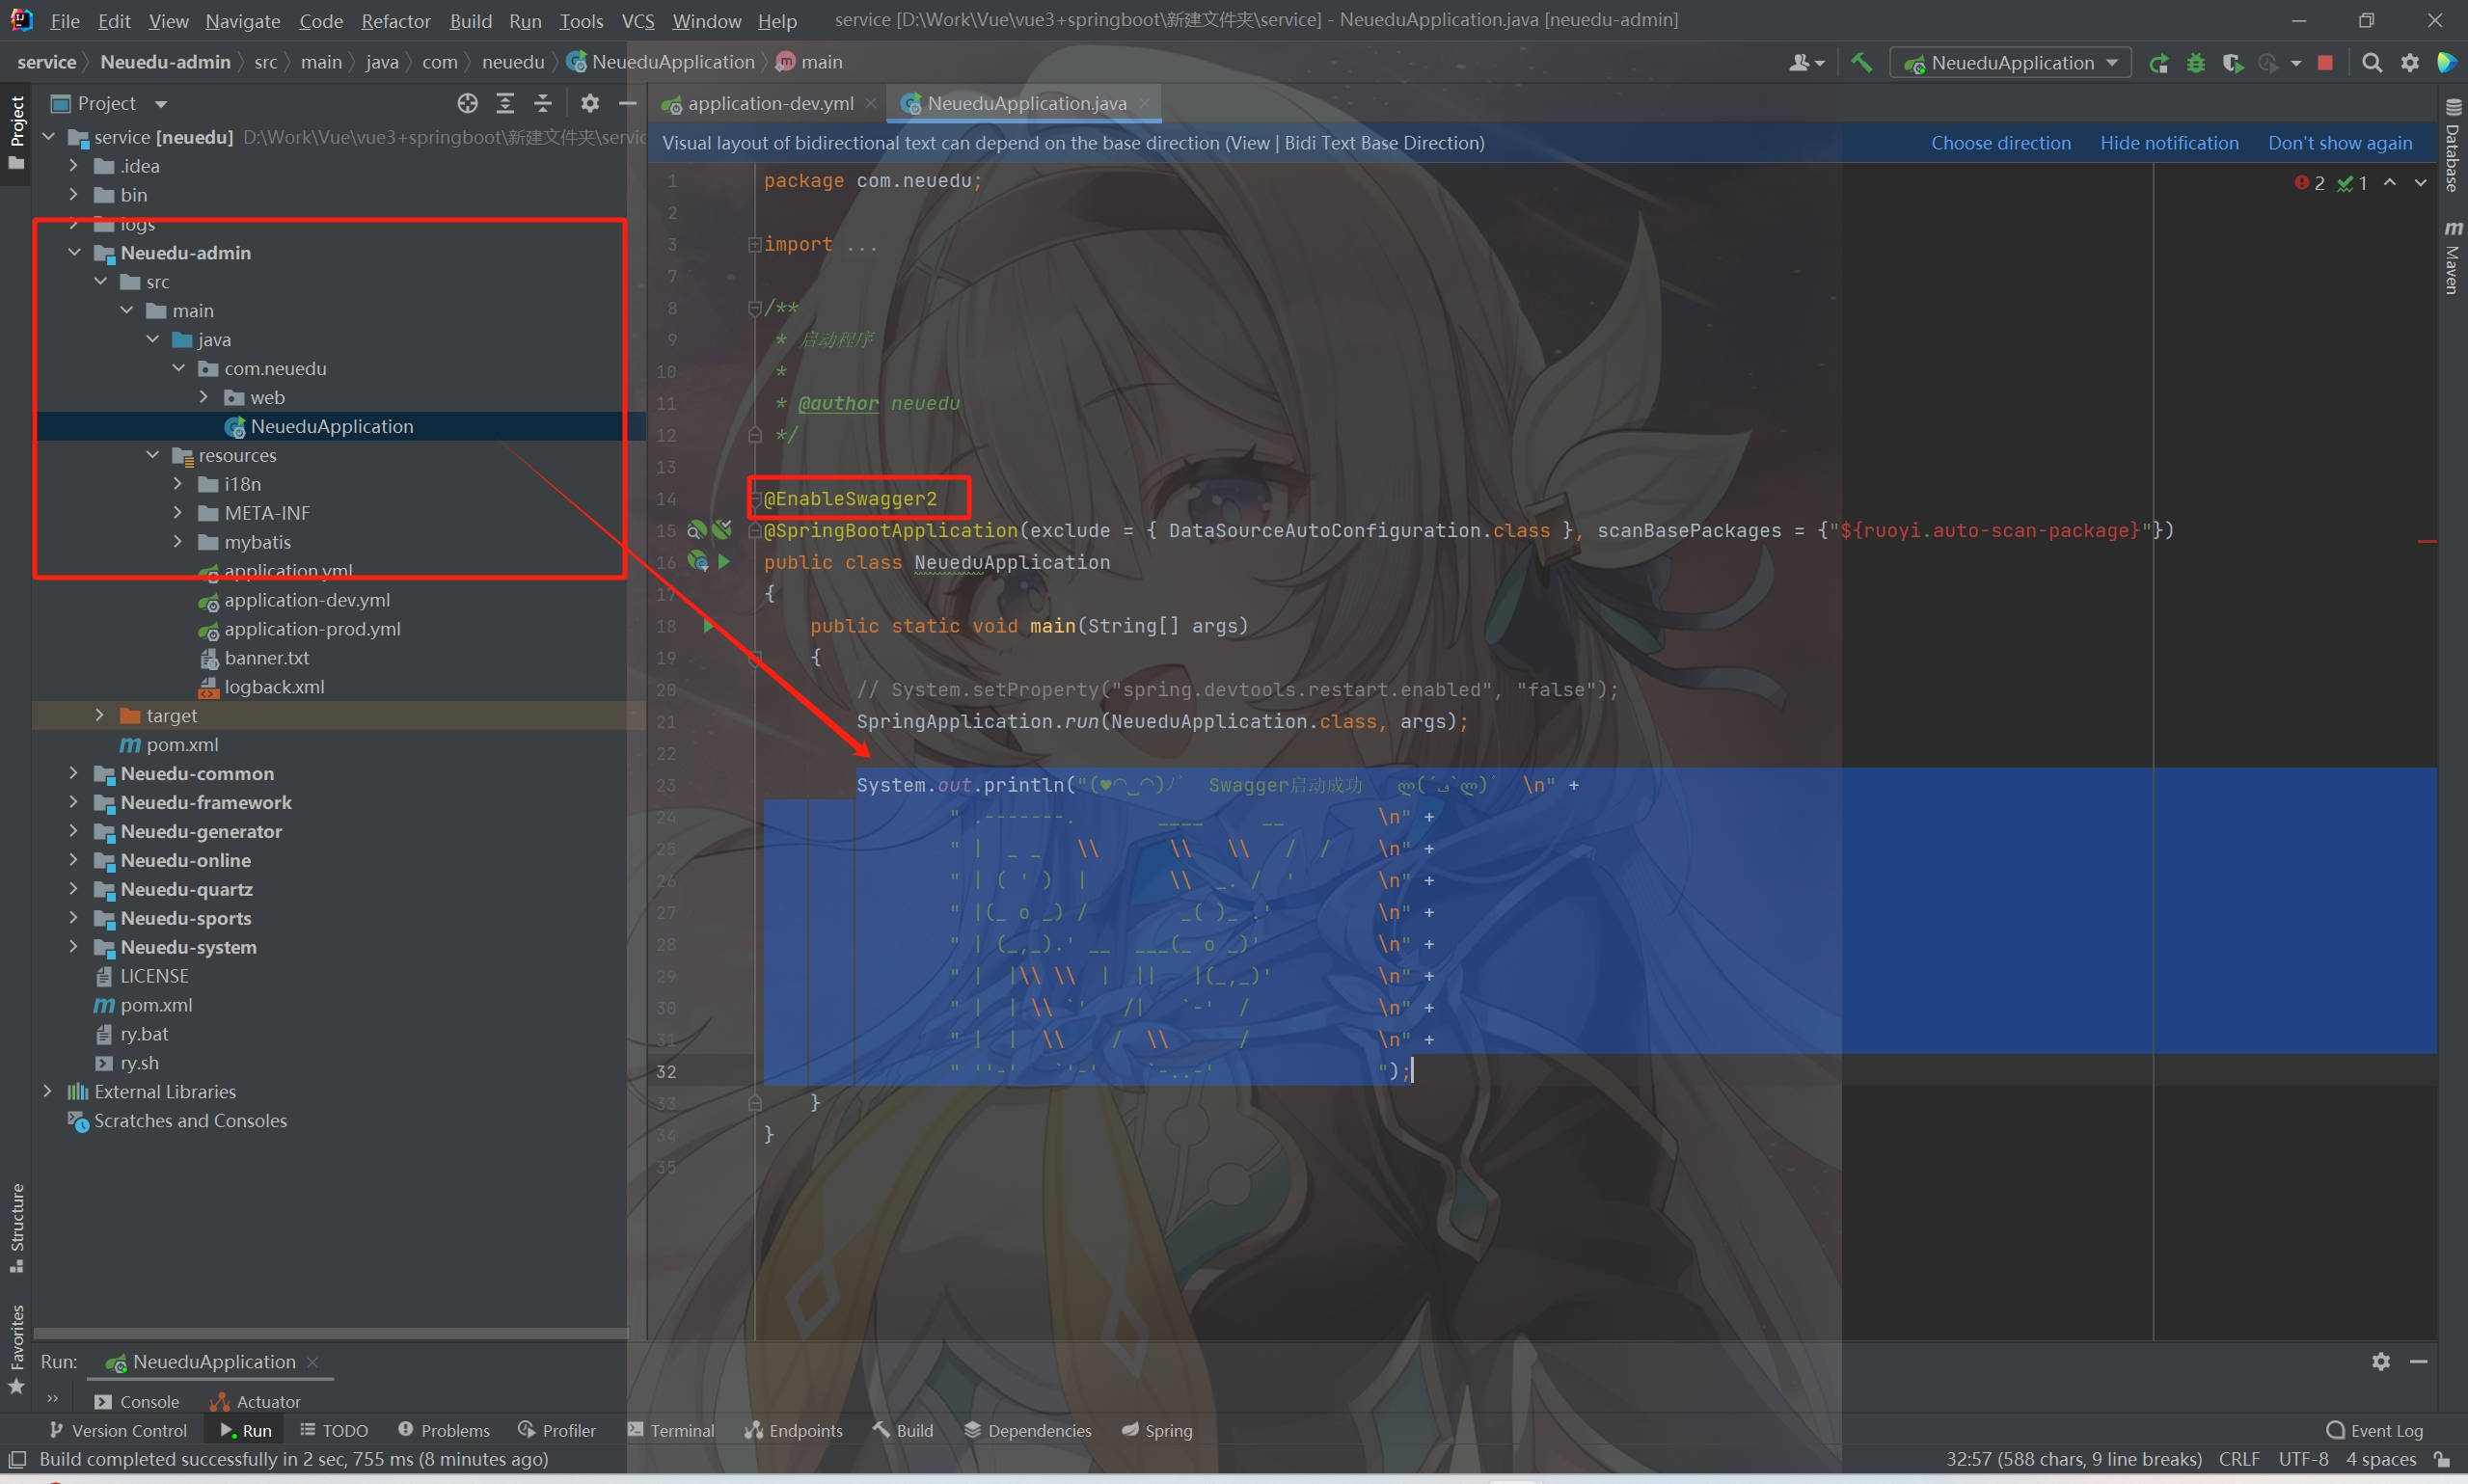 File Edit View Navigate Code Refactor Build Run Tools VCS Window Help service [D:\Work\Vue\vue3+springboot\新建文件夹\service] - NeueduApplication.java [neuedu-admin]
service Neuedu-admin src main java com neuedu NeueduApplication main NeueduApplication
Project
Project
service [neuedu] D:\Work\Vue\vue3+springboot\新建文件夹\servic
.idea
bin
logs
Neuedu-admin
src
main
java
com.neuedu
web
NeueduApplication
resources
i18n
META-INF
mybatis
application.yml
application-dev.yml
application-prod.yml
banner.txt
logback.xml
target
pom.xml
Neuedu-common
Neuedu-framework
Neuedu-generator
Neuedu-online
Neuedu-quartz
Neuedu-sports
Neuedu-system
LICENSE
pom.xml
ry.bat
ry.sh
External Libraries
Scratches and Consoles
Structure
Favorites
application-dev.yml NeueduApplication.java
Visual layout of bidirectional text can depend on the base direction (View | Bidi Text Base Direction) Choose direction Hide notification Don't show again
2 1
1 package com.neuedu;
2
3 import ...
7
8 /**
9 * 启动程序
10 *
11 * @author neuedu
12 */
13
14 @EnableSwagger2
15 @SpringBootApplication(exclude = { DataSourceAutoConfiguration.class }, scanBasePackages = {"${ruoyi.auto-scan-package}"})
16 public class NeueduApplication
17 {
18 public static void main(String[] args)
19 {
20 // System.setProperty("spring.devtools.restart.enabled", "false");
21 SpringApplication.run(NeueduApplication.class, args);
22
23 System.out.println("(♥◠‿◠)ﾉﾞ  Swagger启动成功   ლ(´ڡ`ლ)ﾞ  \n" +
24 " .-------.       ____     __        \n" +
25 " |  _ _   \\      \\   \\   /  /    \n" +
26 " | ( ' )  |       \\  _. /  '       \n" +
27 " |(_ o _) /        _( )_ .'         \n" +
28 " | (_,_).' __  ___(_ o _)'          \n" +
29 " |  |\\ \\  |  ||   |(_,_)'         \n" +
30 " |  | \\ `'   /|   `-'  /           \n" +
31 " |  |  \\    /  \\      /           \n" +
32 " ''-'   `'-'    `-..-'              ");
33 }
34 }
35
Database
Maven
Run: NeueduApplication
Console Actuator
Version Control Run TODO Problems Profiler Terminal Endpoints Build Dependencies Spring Event Log
Build completed successfully in 2 sec, 755 ms (8 minutes ago) 32:57 (588 chars, 9 line breaks) CRLF UTF-8 4 spaces